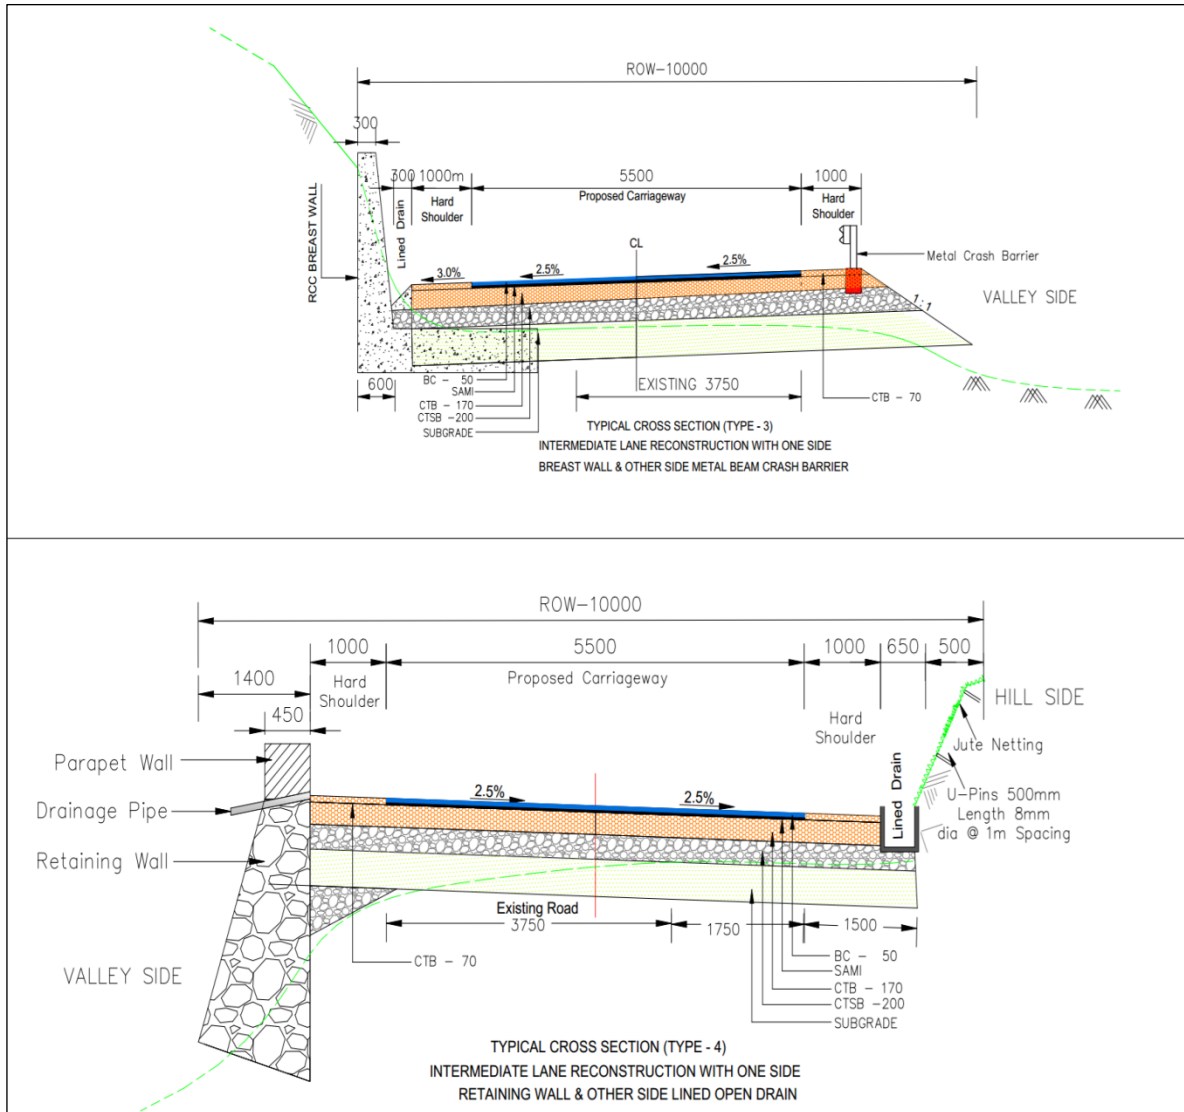 ROW-10000
300
300
1000m
5500
1000
Hard
Shoulder
Proposed Carriageway
Hard
Shoulder
Lined Drain
RCC BREAST WALL
CL
Metal Crash Barrier
3.0%
2.5%
2.5%
1:1
VALLEY SIDE
600
BC - 50
SAMI
CTB - 170
CTSB-200
SUBGRADE
EXISTING 3750
CTB - 70
TYPICAL CROSS SECTION (TYPE - 3)
INTERMEDIATE LANE RECONSTRUCTION WITH ONE SIDE
BREAST WALL & OTHER SIDE METAL BEAM CRASH BARRIER
ROW-10000
1000
5500
1000
650
500
1400
Hard
Shoulder
Proposed Carriageway
450
Hard
Shoulder
HILL SIDE
Jute Netting
Parapet Wall
Drainage Pipe
Retaining Wall
2.5%
2.5%
Lined Drain
U-Pins 500mm
Length 8mm
dia @ 1m Spacing
Existing Road
3750
1750
1500
VALLEY SIDE
CTB - 70
BC - 50
SAMI
CTB - 170
CTSB -200
SUBGRADE
TYPICAL CROSS SECTION (TYPE - 4)
INTERMEDIATE LANE RECONSTRUCTION WITH ONE SIDE
RETAINING WALL & OTHER SIDE LINED OPEN DRAIN